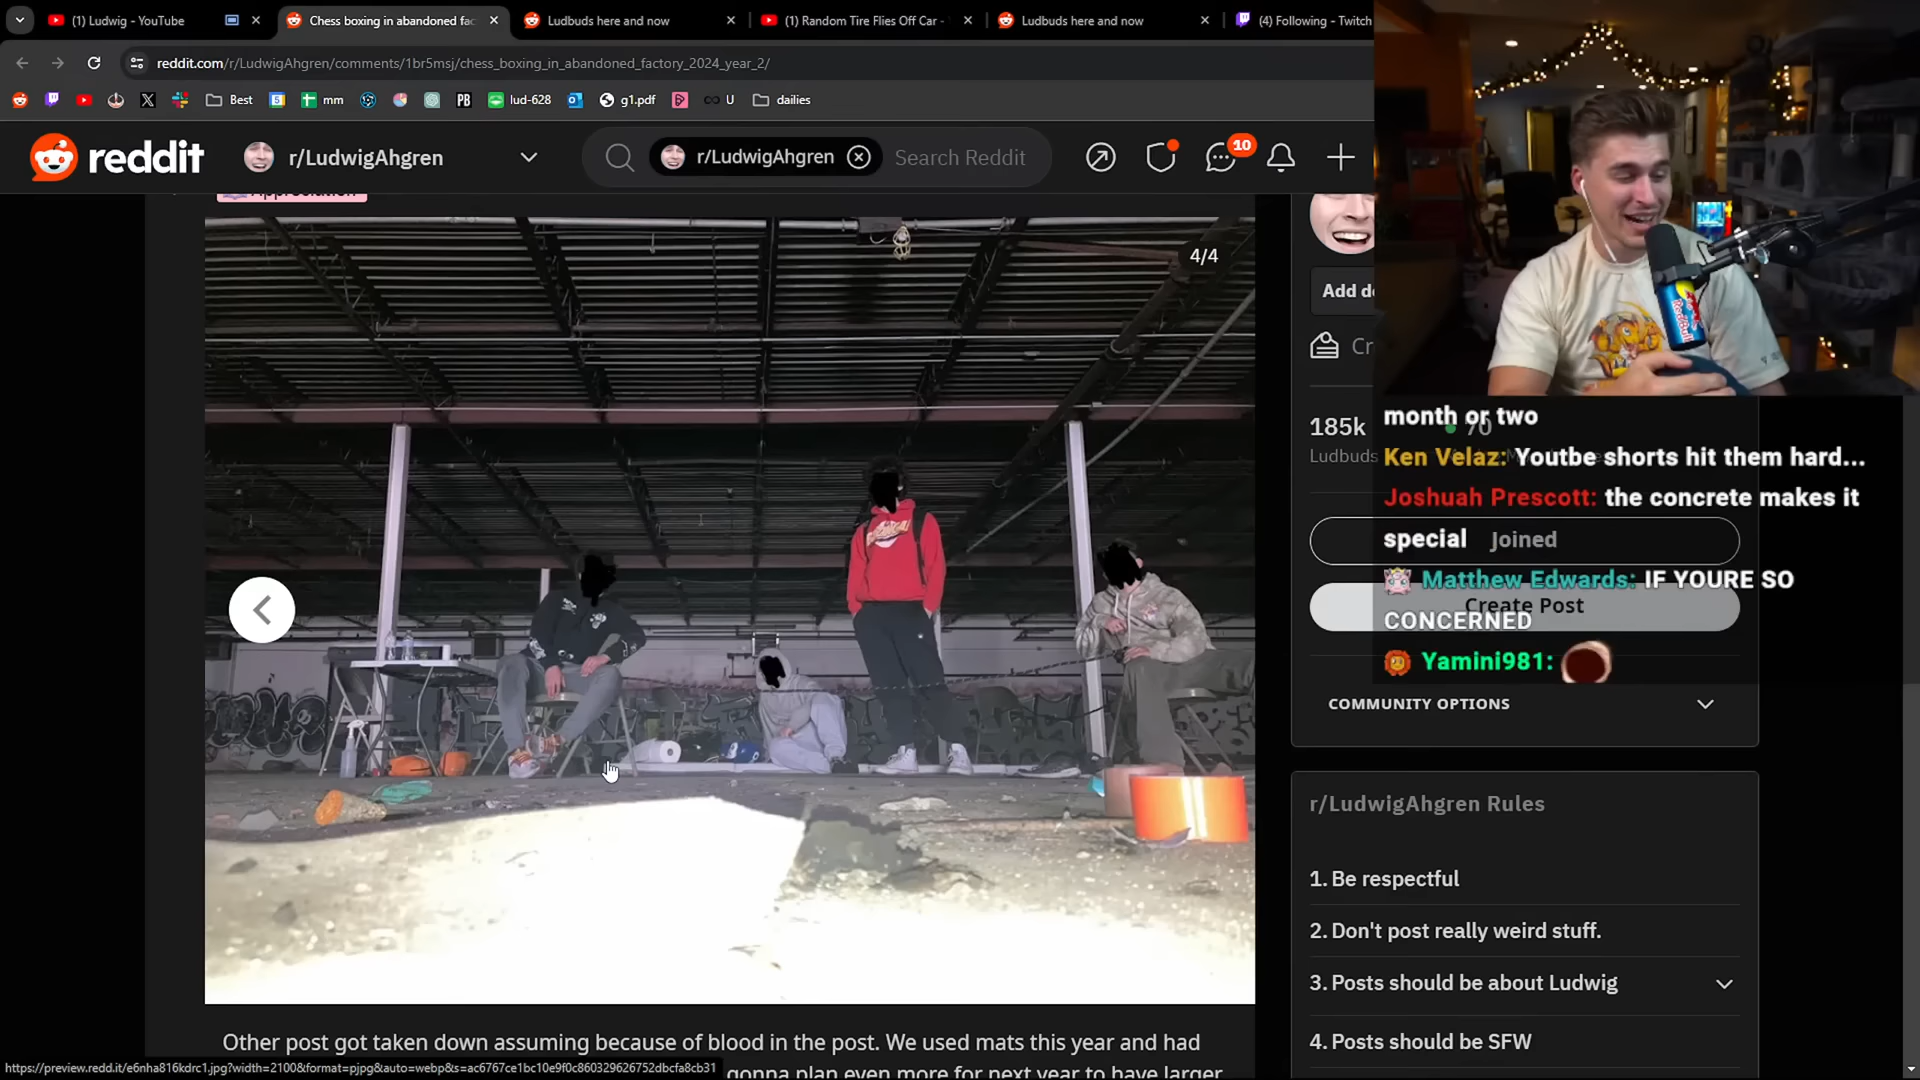 (1) Ludwig - YouTube
Chess boxing in abandoned fac
Ludbuds here and now
(1) Random Tire Flies Off Car -
Ludbuds here and now
(4) Following - Twitch
reddit.com/r/LudwigAhgren/comments/1br5msj/chess_boxing_in_abandoned_factory_2024_year_2/
Best
mm
PB
lud-628
g1.pdf
U
dailies
reddit
r/LudwigAhgren
r/LudwigAhgren
Search Reddit
10
4/4
Add de
Cr
185k
70
Ludbuds
month or two
Ken Velaz: Youtbe shorts hit them hard...
Joshuah Prescott: the concrete makes it
special
Joined
Matthew Edwards: IF YOURE SO
CONCERNED
Create Post
Yamini981:
COMMUNITY OPTIONS
r/LudwigAhgren Rules
1. Be respectful
2. Don't post really weird stuff.
3. Posts should be about Ludwig
4. Posts should be SFW
Red Bull
Other post got taken down assuming because of blood in the post. We used mats this year and had
gonna plan even more for next year to have larger
https://preview.redd.it/e6nha816kdrc1.jpg?width=2100&format=pjpg&auto=webp&s=ac6767ce1bc10e9f0c860329626752dbcfa8cb31